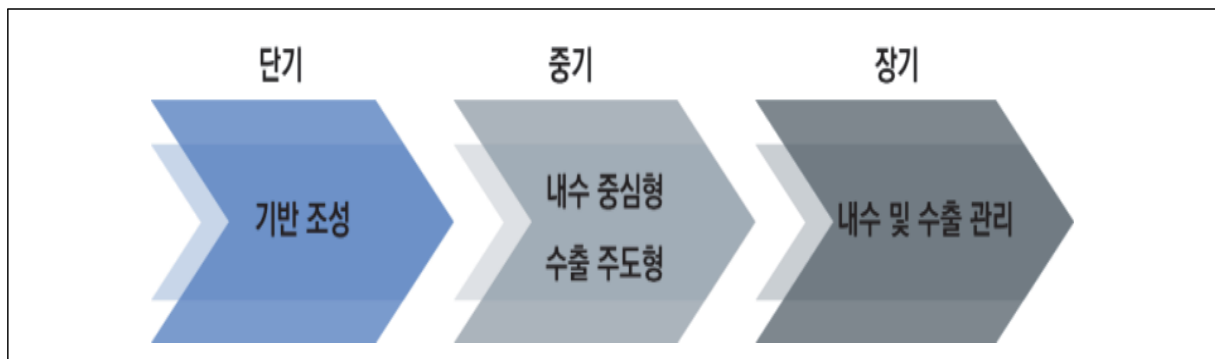 단기
중기
장기
기반 조성
내수 중심형
수출 주도형
내수 및 수출 관리